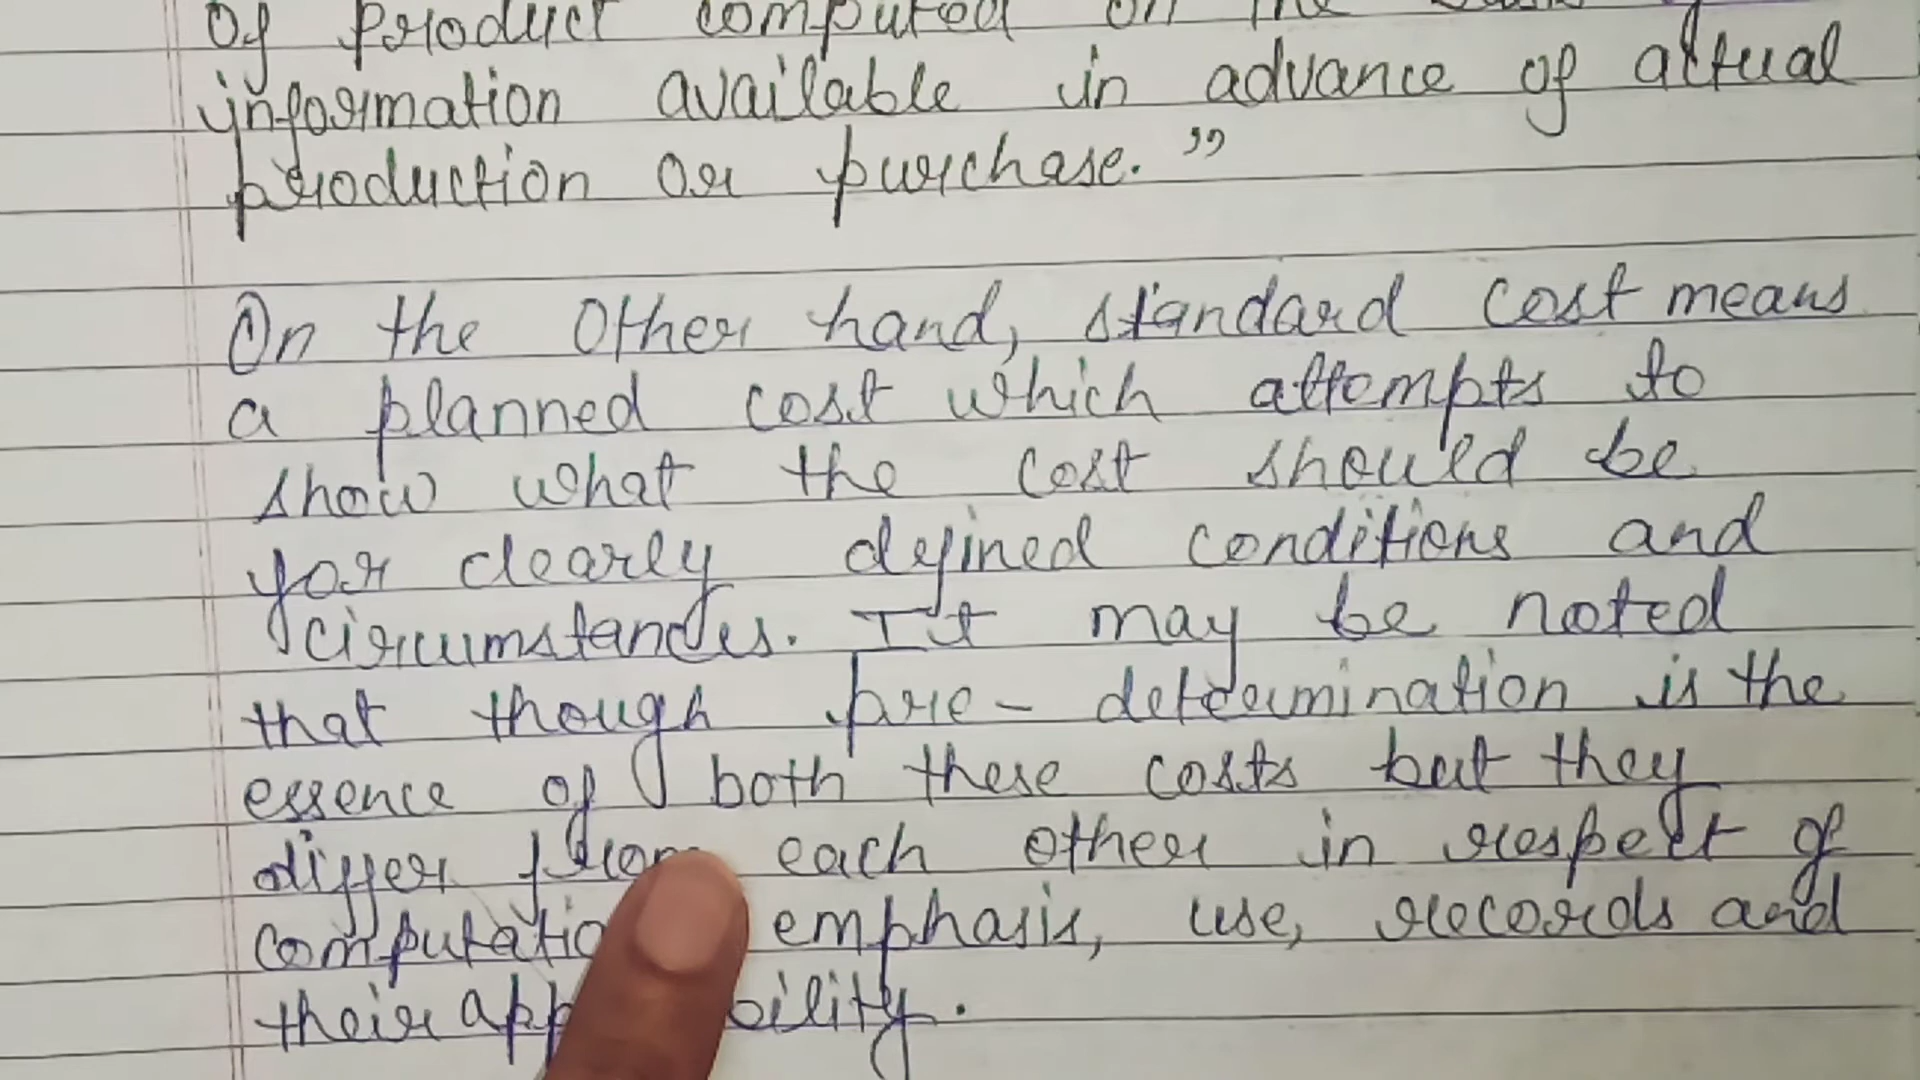 of product computed on the
information available in advance of actual
production or purchase.”
On the Other hand, standard cost means
a planned cost which attempts to
show what the cost should be
for clearly defined conditions and
circumstances. It may be noted
that though pre - determination is the
essence of both these costs but they
differ from each other in respect of
emphasis, use, records and
their